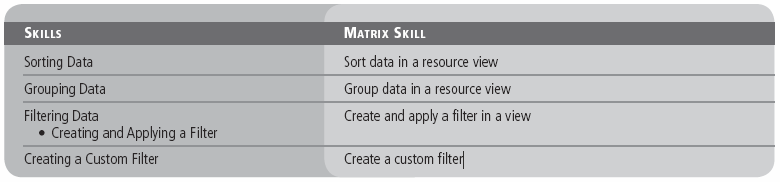 SKILLS MATRIX SKILL
Sorting Data Sort data in a resource view
Grouping Data Group data in a resource view
Filtering Data Create and apply a filter in a view
• Creating and Applying a Filter
Creating a Custom Filter Create a custom filter